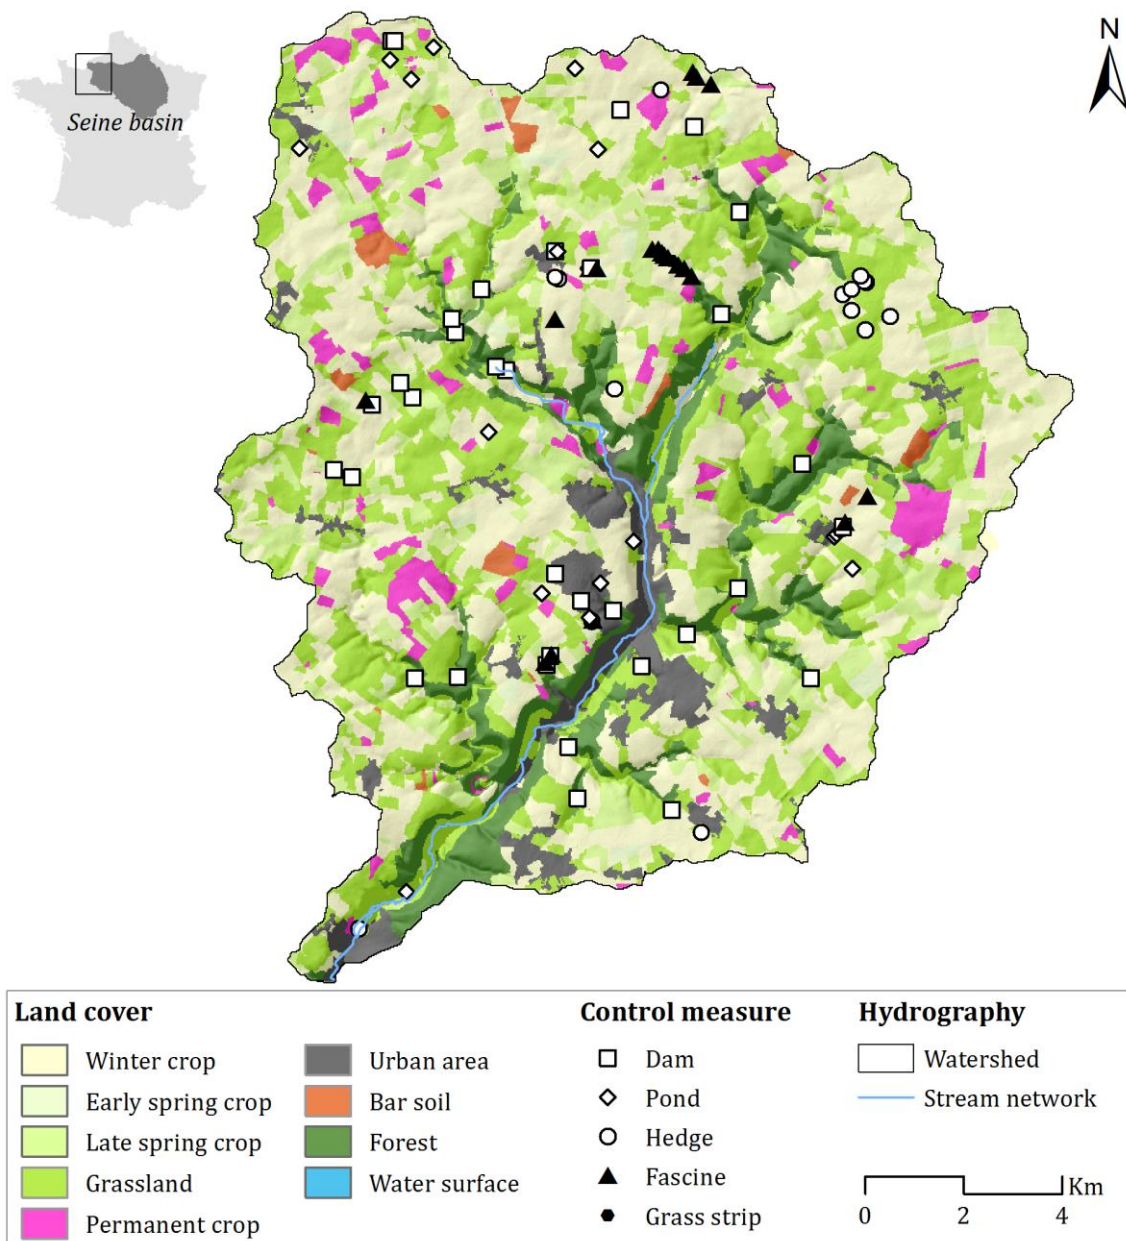 N
Seine basin
Land cover
Winter crop
Early spring crop
Late spring crop
Grassland
Permanent crop
Urban area
Bar soil
Forest
Water surface
Control measure
Dam
Pond
Hedge
Fascine
Grass strip
Hydrography
Watershed
Stream network
Km
0 2 4